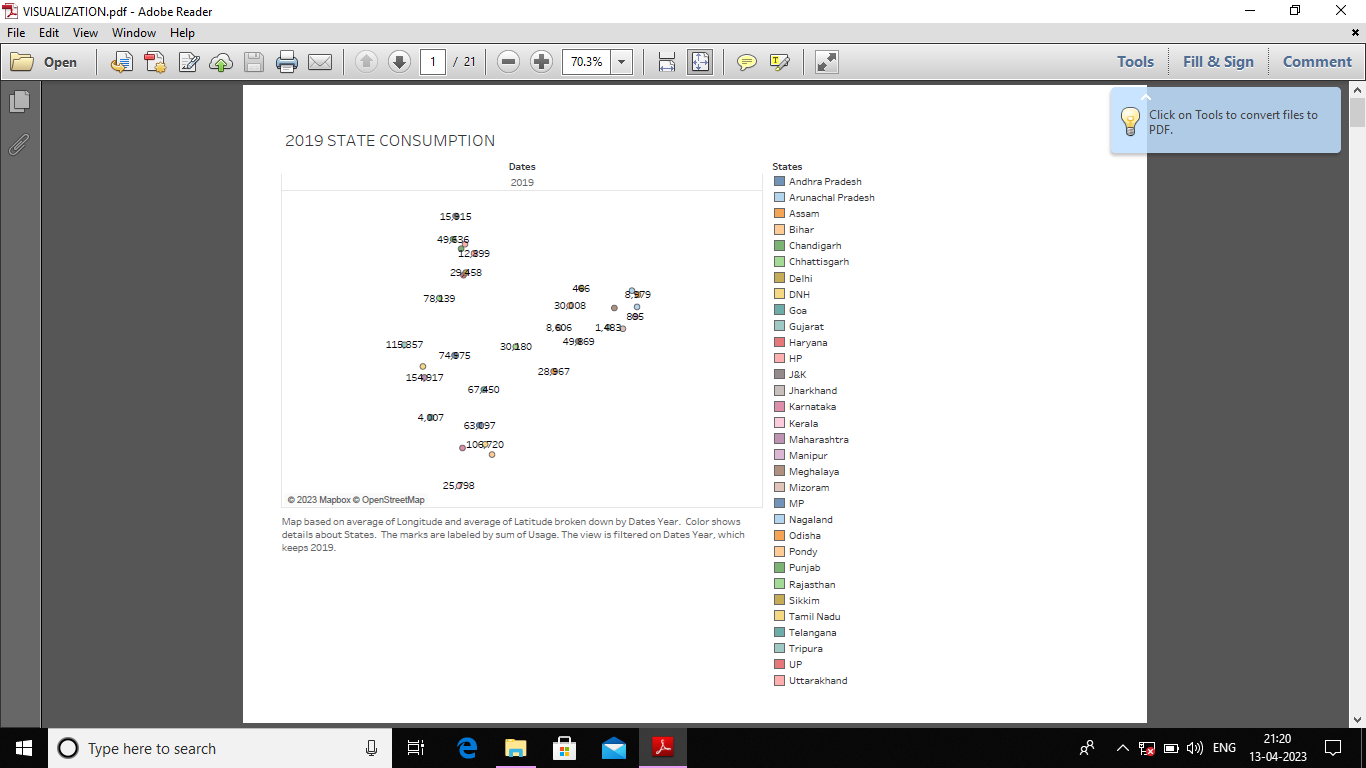 VISUALIZATION.pdf - Adobe Reader
File Edit View Window Help
Open 1 / 21 70.3% Tools Fill & Sign Comment
Click on Tools to convert files to
PDF.
2019 STATE CONSUMPTION
Dates
2019
15,915
49,636
12,899
29,458
78,139
466
8,979
30,008
895
8,606
1,483
49,869
115,857
30,180
74,975
28,967
154,917
67,450
4,007
63,097
106,720
25,798
© 2023 Mapbox © OpenStreetMap
Map based on average of Longitude and average of Latitude broken down by Dates Year. Color shows
details about States. The marks are labeled by sum of Usage. The view is filtered on Dates Year, which
keeps 2019.
States
Andhra Pradesh
Arunachal Pradesh
Assam
Bihar
Chandigarh
Chhattisgarh
Delhi
DNH
Goa
Gujarat
Haryana
HP
J&K
Jharkhand
Karnataka
Kerala
Maharashtra
Manipur
Meghalaya
Mizoram
MP
Nagaland
Odisha
Pondy
Punjab
Rajasthan
Sikkim
Tamil Nadu
Telangana
Tripura
UP
Uttarakhand
Type here to search
ENG
21:20
13-04-2023